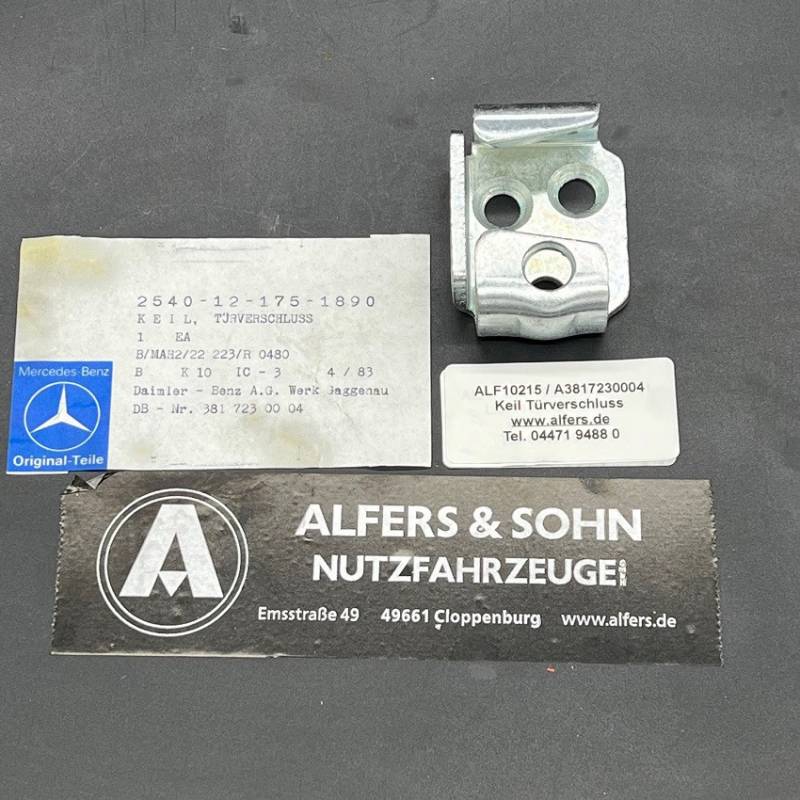 2540-12-175-1890
KEIL, TÜRVERSCHLUSS
1 EA
B/MAH2/22 223/R 0480
B K10 IC - 3 4 / 83
Daimler - Benz A.G. Werk Gaggenau
DB - Nr. 381 723 00 04
Mercedes-Benz
Original-Teile
ALF10215 / A3817230004
Keil Türverschluss
www.alfers.de
Tel. 04471 9488 0
A
ALFERS & SOHN
NUTZFAHRZEUGE
Emsstraße 49 49661 Cloppenburg www.alfers.de